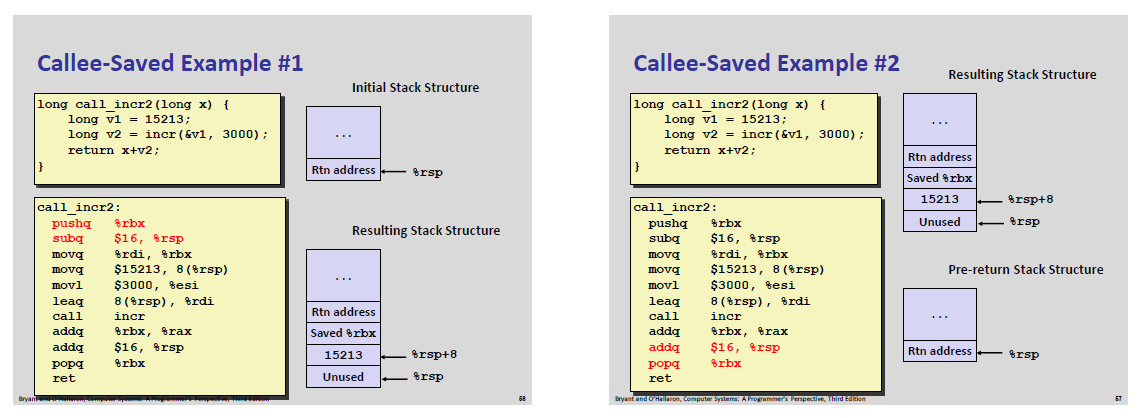 Callee-Saved Example #1
Initial Stack Structure
long call_incr2(long x) {
    long v1 = 15213;
    long v2 = incr(&v1, 3000);
    return x+v2;
}
...
Rtn address
%rsp
call_incr2:
  pushq   %rbx
  subq    $16, %rsp
  movq    %rdi, %rbx
  movq    $15213, 8(%rsp)
  movl    $3000, %esi
  leaq    8(%rsp), %rdi
  call    incr
  addq    %rbx, %rax
  addq    $16, %rsp
  popq    %rbx
  ret
Resulting Stack Structure
...
Rtn address
Saved %rbx
15213
%rsp+8
Unused
%rsp
Bryant and O'Hallaron, Computer Systems: A Programmer's Perspective, Third Edition
56
Callee-Saved Example #2
Resulting Stack Structure
long call_incr2(long x) {
    long v1 = 15213;
    long v2 = incr(&v1, 3000);
    return x+v2;
}
...
Rtn address
Saved %rbx
15213
%rsp+8
Unused
%rsp
call_incr2:
  pushq   %rbx
  subq    $16, %rsp
  movq    %rdi, %rbx
  movq    $15213, 8(%rsp)
  movl    $3000, %esi
  leaq    8(%rsp), %rdi
  call    incr
  addq    %rbx, %rax
  addq    $16, %rsp
  popq    %rbx
  ret
Pre-return Stack Structure
...
Rtn address
%rsp
Bryant and O'Hallaron, Computer Systems: A Programmer's Perspective, Third Edition
57